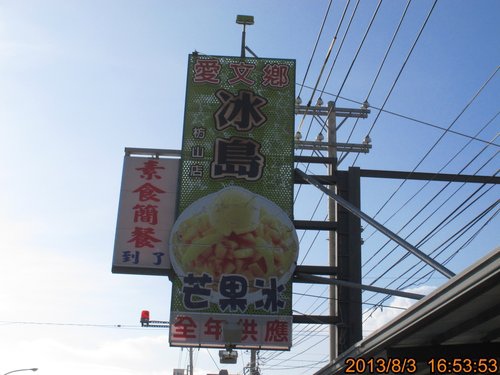 愛文鄉
冰島
枋山店
芒果冰
全年供應
素食簡餐
到了
2013/8/3 16:53:53